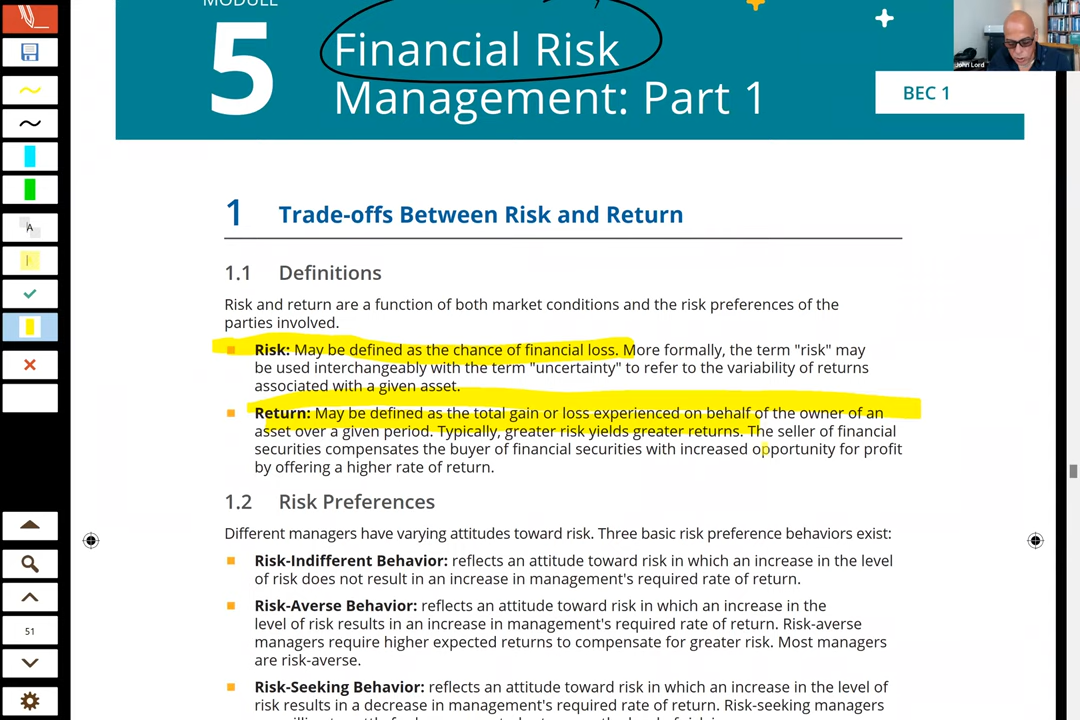 MODULE
5
Financial Risk
Management: Part 1
BEC 1
John Lord
1 Trade-offs Between Risk and Return
1.1 Definitions
Risk and return are a function of both market conditions and the risk preferences of the
parties involved.
Risk: May be defined as the chance of financial loss. More formally, the term "risk" may
be used interchangeably with the term "uncertainty" to refer to the variability of returns
associated with a given asset.
Return: May be defined as the total gain or loss experienced on behalf of the owner of an
asset over a given period. Typically, greater risk yields greater returns. The seller of financial
securities compensates the buyer of financial securities with increased opportunity for profit
by offering a higher rate of return.
1.2 Risk Preferences
Different managers have varying attitudes toward risk. Three basic risk preference behaviors exist:
Risk-Indifferent Behavior: reflects an attitude toward risk in which an increase in the level
of risk does not result in an increase in management's required rate of return.
Risk-Averse Behavior: reflects an attitude toward risk in which an increase in the
level of risk results in an increase in management's required rate of return. Risk-averse
managers require higher expected returns to compensate for greater risk. Most managers
are risk-averse.
Risk-Seeking Behavior: reflects an attitude toward risk in which an increase in the level of
risk results in a decrease in management's required rate of return. Risk-seeking managers
A
51